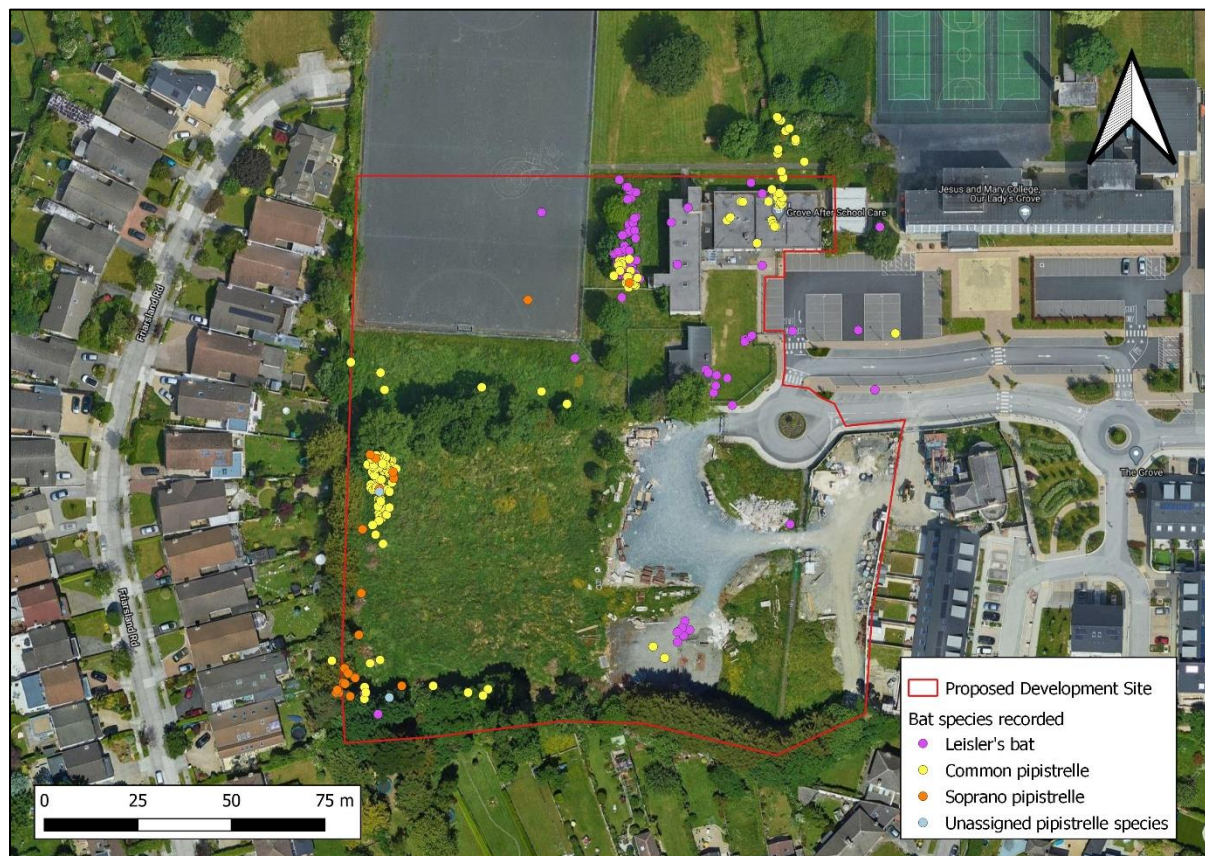 Jesus and Mary College,
Our Lady's Grove
Grove After School Care
Friarsland Rd
The Grove
Friarsland Rd
Proposed Development Site
Bat species recorded
Leisler's bat
Common pipistrelle
Soprano pipistrelle
Unassigned pipistrelle species
0 25 50 75 m